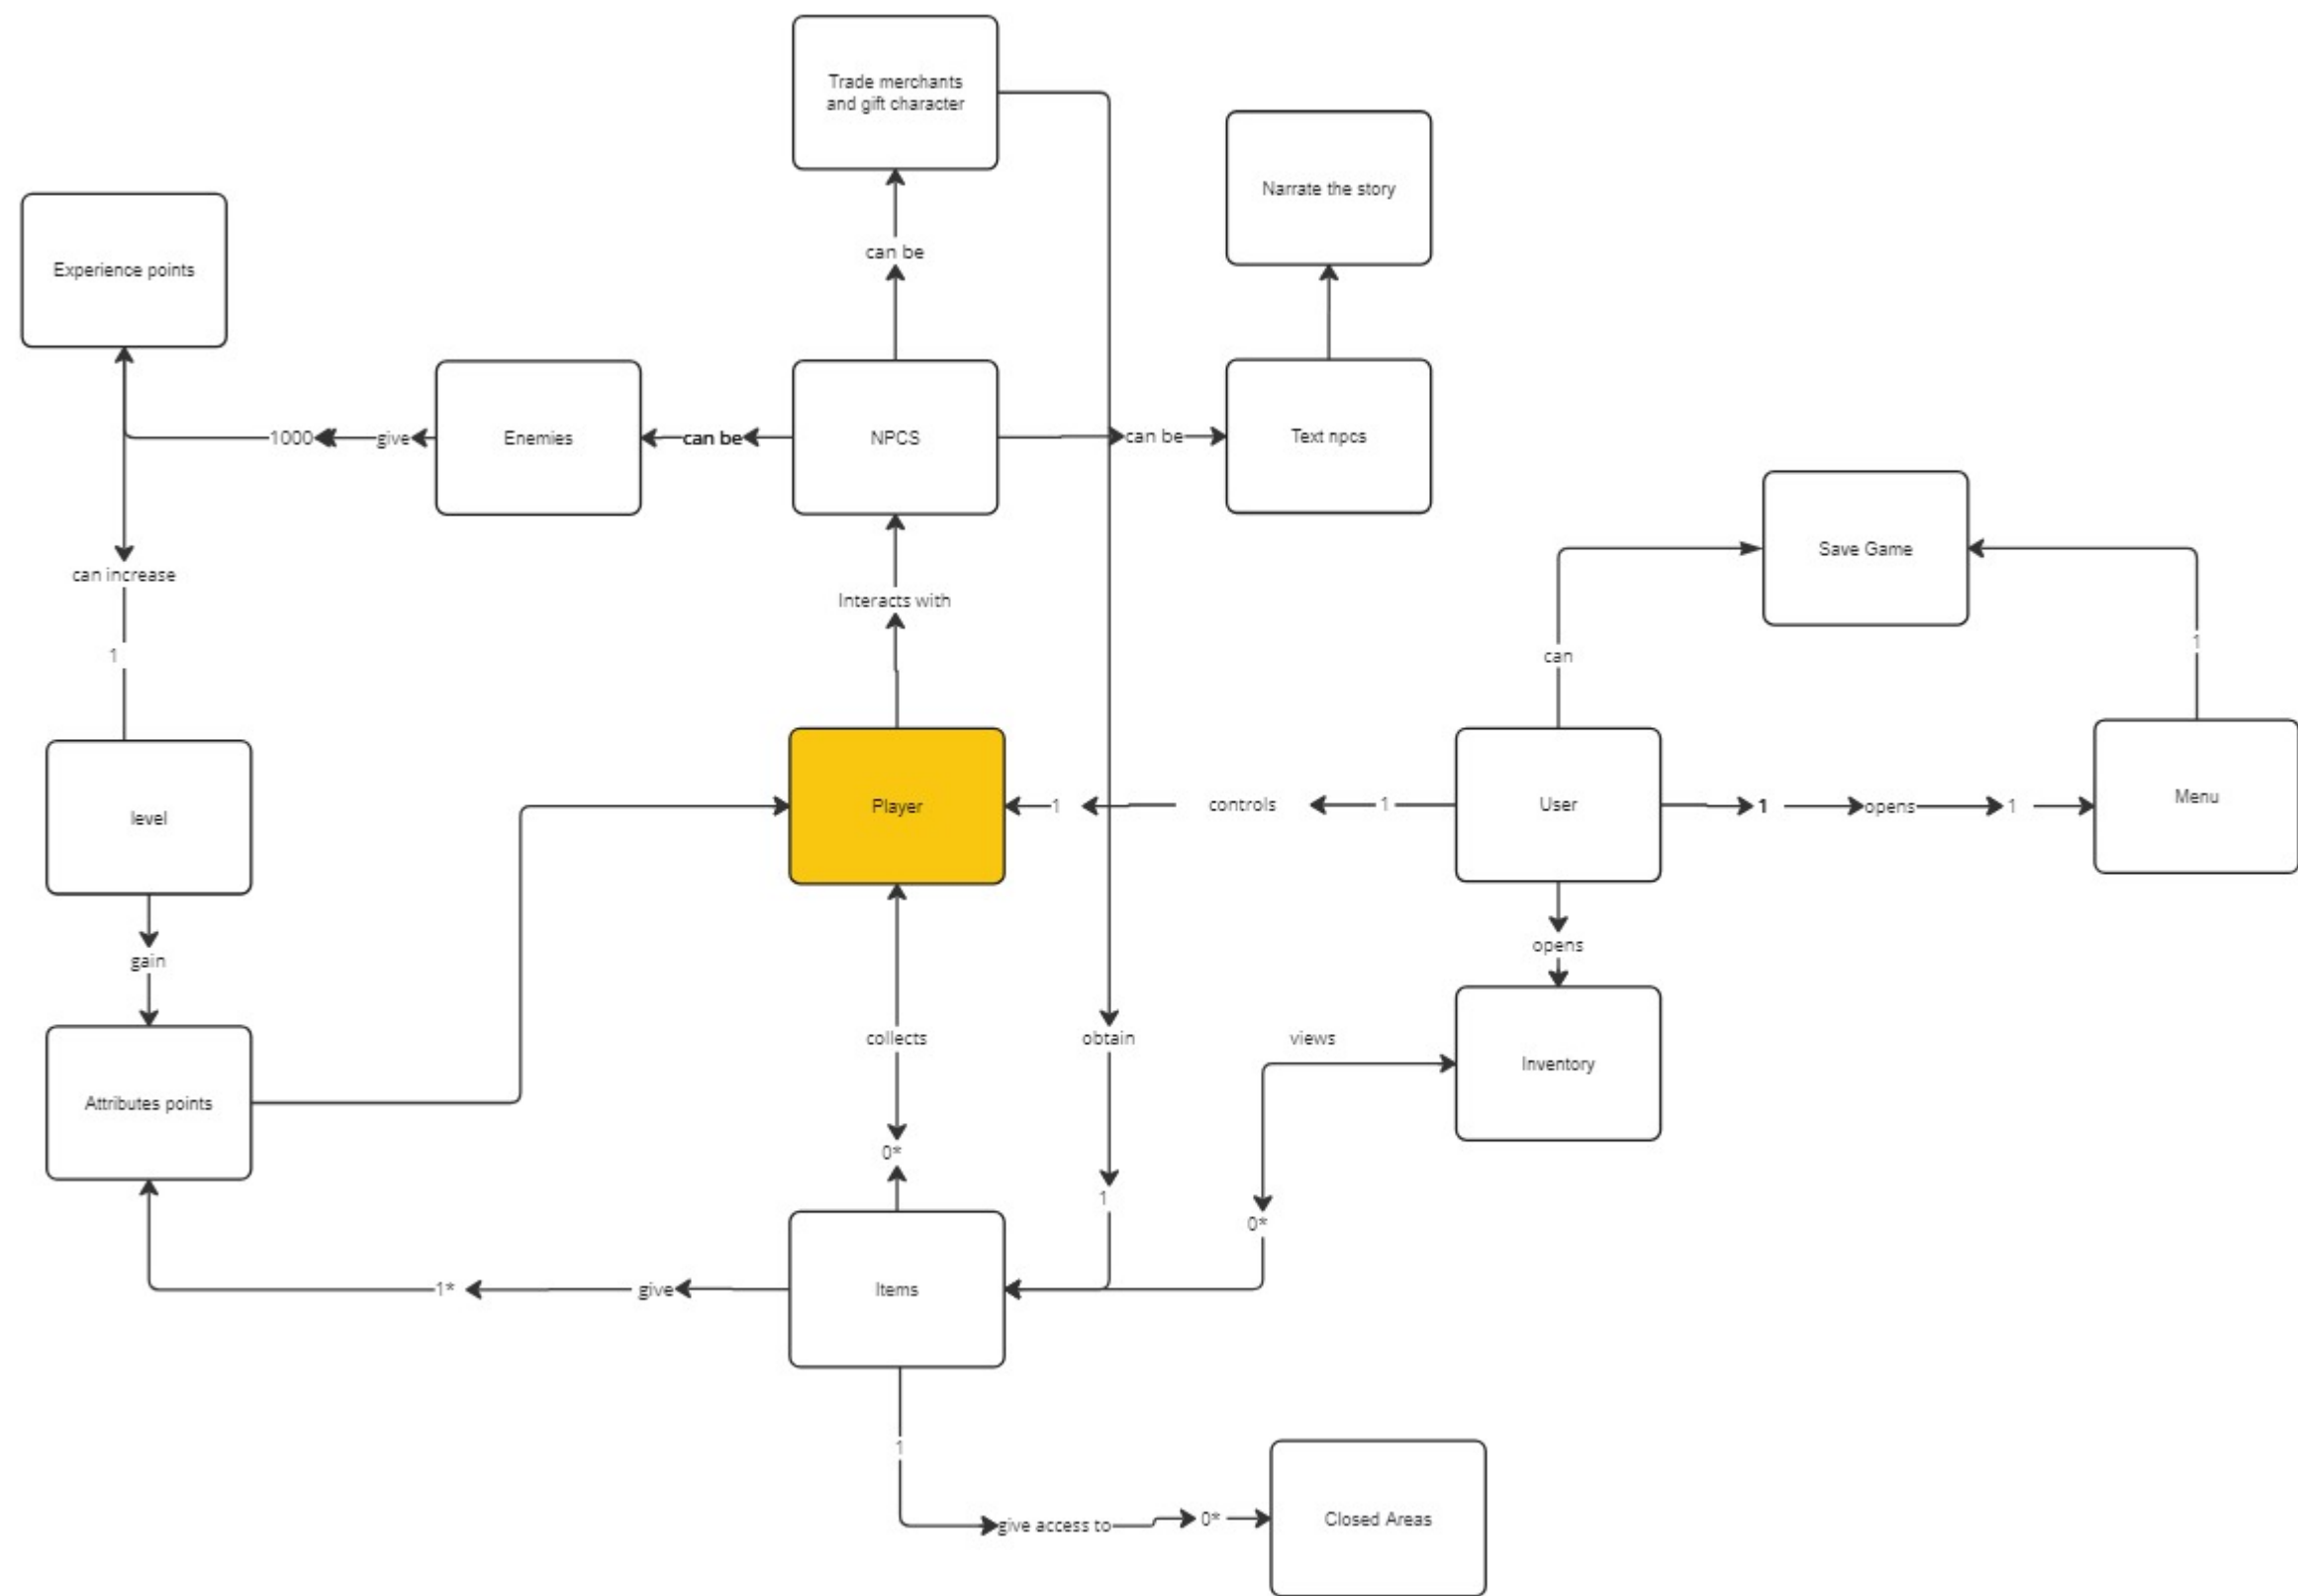 Trade merchants
and gift character
Narrate the story
can be
Experience points
1000
give
Enemies
can be
NPCS
can be
Text npcs
Save Game
can increase
Interacts with
1
can
1
level
Player
1
controls
1
User
1
opens
1
Menu
gain
opens
collects
obtain
views
Inventory
Attributes points
0*
1
0*
1*
give
Items
1
give access to
0*
Closed Areas